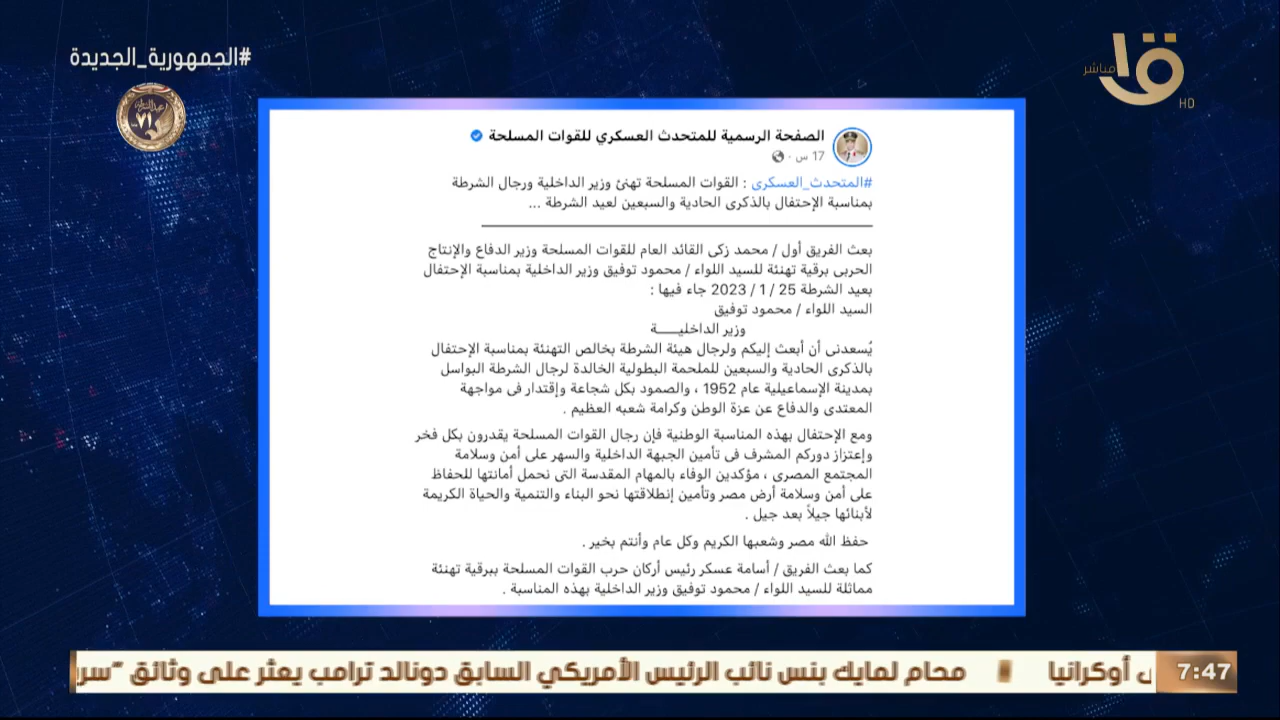 #الجمهورية_الجديدة
مباشر
HD
عيد الشرطة
٧١
الصفحة الرسمية للمتحدث العسكري للقوات المسلحة
17 س ·
#المتحدث_العسكرى : القوات المسلحة تهنئ وزير الداخلية ورجال الشرطة
بمناسبة الإحتفال بالذكرى الحادية والسبعين لعيد الشرطة ...
بعث الفريق أول / محمد زكى القائد العام للقوات المسلحة وزير الدفاع والإنتاج
الحربى برقية تهنئة للسيد اللواء / محمود توفيق وزير الداخلية بمناسبة الإحتفال
بعيد الشرطة 25 / 1 / 2023 جاء فيها :
السيد اللواء / محمود توفيق
وزير الداخليـــــة
يُسعدنى أن أبعث إليكم ولرجال هيئة الشرطة بخالص التهنئة بمناسبة الإحتفال
بالذكرى الحادية والسبعين للملحمة البطولية الخالدة لرجال الشرطة البواسل
بمدينة الإسماعيلية عام 1952 ، والصمود بكل شجاعة وإقتدار فى مواجهة
المعتدى والدفاع عن عزة الوطن وكرامة شعبه العظيم .
ومع الإحتفال بهذه المناسبة الوطنية فإن رجال القوات المسلحة يقدرون بكل فخر
وإعتزاز دوركم المشرف فى تأمين الجبهة الداخلية والسهر على أمن وسلامة
المجتمع المصرى ، مؤكدين الوفاء بالمهام المقدسة التى نحمل أمانتها للحفاظ
على أمن وسلامة أرض مصر وتأمين إنطلاقتها نحو البناء والتنمية والحياة الكريمة
لأبنائها جيلاً بعد جيل .
حفظ الله مصر وشعبها الكريم وكل عام وأنتم بخير .
كما بعث الفريق / أسامة عسكر رئيس أركان حرب القوات المسلحة ببرقية تهنئة
مماثلة للسيد اللواء / محمود توفيق وزير الداخلية بهذه المناسبة .
7:47
أوكرانيا محام لمايك بنس نائب الرئيس الأمريكي السابق دونالد ترامب يعثر على وثائق "سر